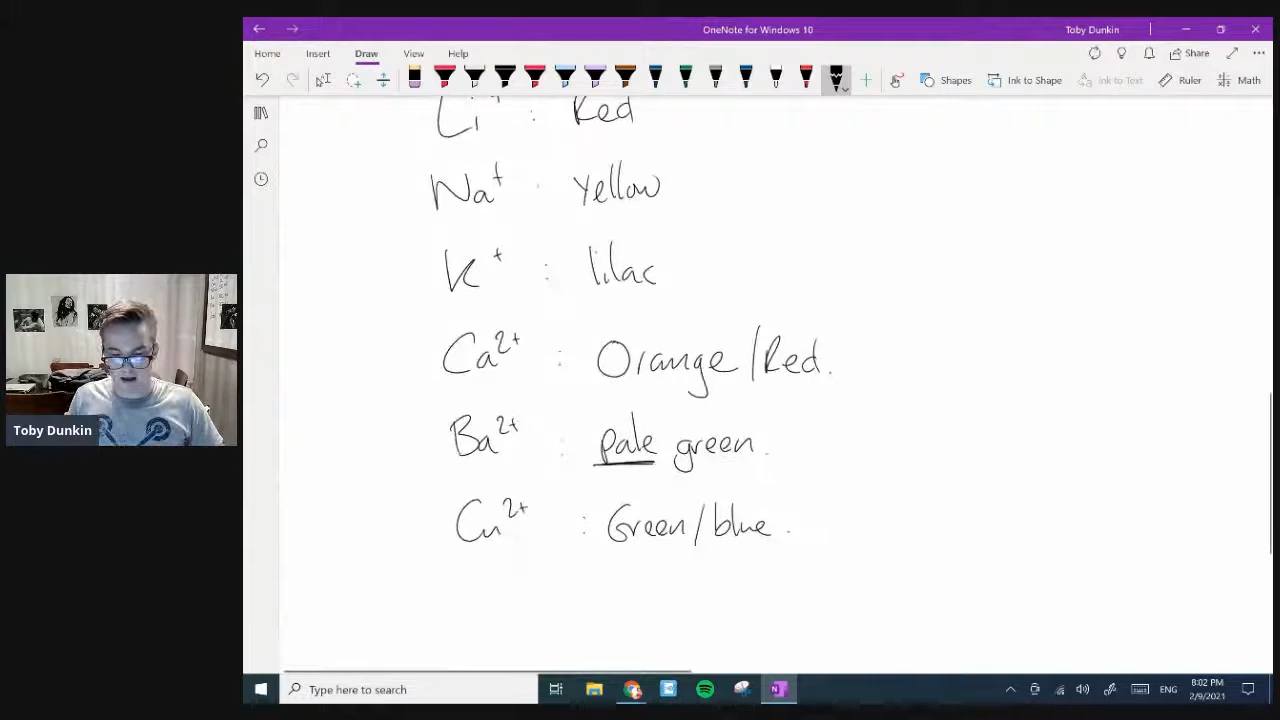 OneNote for Windows 10
Toby Dunkin
Home Insert Draw View Help
Share
Shapes Ink to Shape Ink to Text Ruler Math
Li+ : Red
Na+ : Yellow
K+ : lilac
Ca2+ : Orange/Red.
Ba2+ : pale green.
Cu2+ : Green/blue.
Toby Dunkin
Type here to search
ENG
8:02 PM
2/9/2021